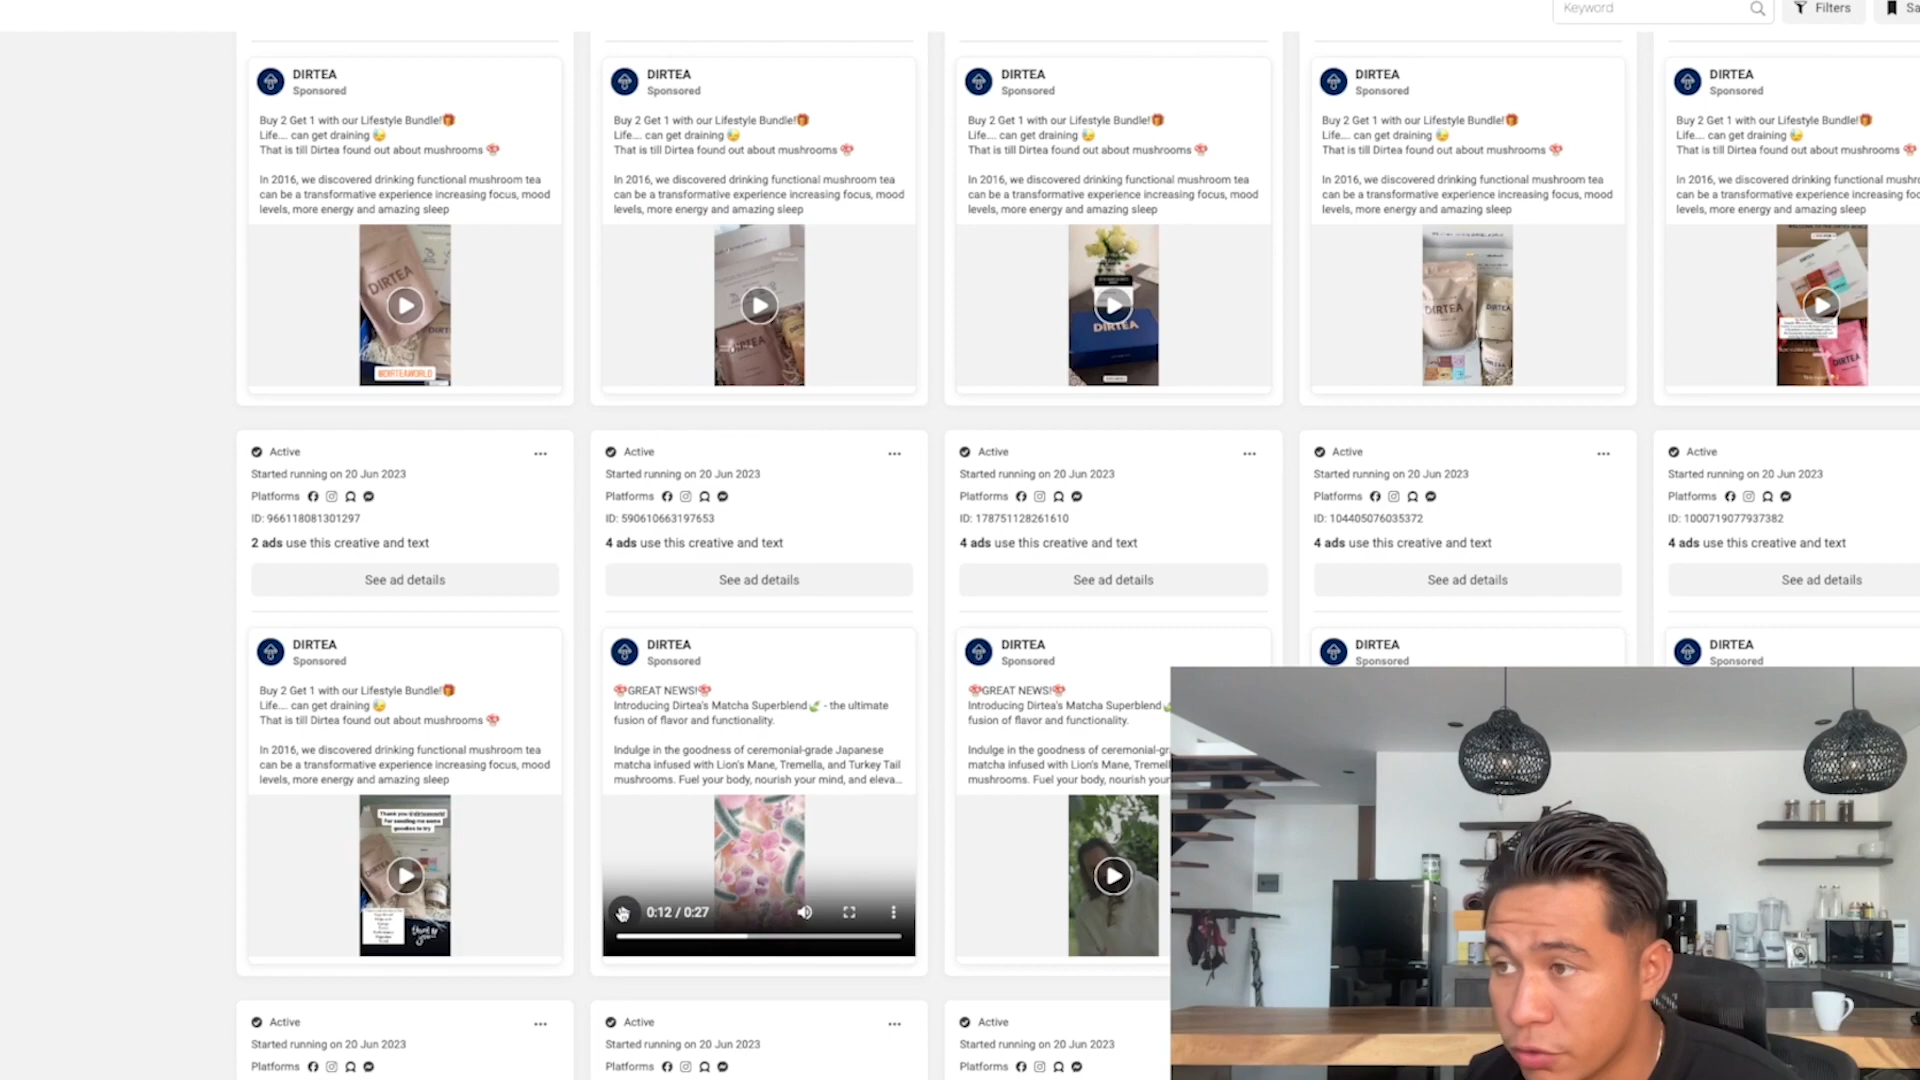 Keyword
Filters
Sa
DIRTEA
Sponsored
Buy 2 Get 1 with our Lifestyle Bundle!🎁
Life.... can get draining 😓
That is till Dirtea found out about mushrooms 🍄
In 2016, we discovered drinking functional mushroom tea
can be a transformative experience increasing focus, mood
levels, more energy and amazing sleep
DIRTEA
@DIRTEAWORLD
DIRTEA
Sponsored
Buy 2 Get 1 with our Lifestyle Bundle!🎁
Life.... can get draining 😓
That is till Dirtea found out about mushrooms 🍄
In 2016, we discovered drinking functional mushroom tea
can be a transformative experience increasing focus, mood
levels, more energy and amazing sleep
DIRTEA
DIRTEA
Sponsored
Buy 2 Get 1 with our Lifestyle Bundle!🎁
Life.... can get draining 😓
That is till Dirtea found out about mushrooms 🍄
In 2016, we discovered drinking functional mushroom tea
can be a transformative experience increasing focus, mood
levels, more energy and amazing sleep
DIRTEA
DIRTEA
Sponsored
Buy 2 Get 1 with our Lifestyle Bundle!🎁
Life.... can get draining 😓
That is till Dirtea found out about mushrooms 🍄
In 2016, we discovered drinking functional mushroom tea
can be a transformative experience increasing focus, mood
levels, more energy and amazing sleep
DIRTEA
DIRTEA
DIRTEA
Sponsored
Buy 2 Get 1 with our Lifestyle Bundle!🎁
Life.... can get draining 😓
That is till Dirtea found out about mushrooms 🍄
In 2016, we discovered drinking functional mushro
can be a transformative experience increasing foc
levels, more energy and amazing sleep
DIRTEA
DIRTEA
Active
Started running on 20 Jun 2023
Platforms
ID: 966118081301297
2 ads use this creative and text
See ad details
Active
Started running on 20 Jun 2023
Platforms
ID: 590610663197653
4 ads use this creative and text
See ad details
Active
Started running on 20 Jun 2023
Platforms
ID: 178751128261610
4 ads use this creative and text
See ad details
Active
Started running on 20 Jun 2023
Platforms
ID: 104405076035372
4 ads use this creative and text
See ad details
Active
Started running on 20 Jun 2023
Platforms
ID: 1000719077937382
4 ads use this creative and text
See ad details
DIRTEA
Sponsored
Buy 2 Get 1 with our Lifestyle Bundle!🎁
Life.... can get draining 😓
That is till Dirtea found out about mushrooms 🍄
In 2016, we discovered drinking functional mushroom tea
can be a transformative experience increasing focus, mood
levels, more energy and amazing sleep
Thank you @dirteaworld
For sending me some
goodies to try
thank you
DIRTEA
Sponsored
🍄GREAT NEWS!🍄
Introducing Dirtea's Matcha Superblend🌿 - the ultimate
fusion of flavor and functionality.
Indulge in the goodness of ceremonial-grade Japanese
matcha infused with Lion's Mane, Tremella, and Turkey Tail
mushrooms. Fuel your body, nourish your mind, and eleva...
0:12 / 0:27
DIRTEA
Sponsored
🍄GREAT NEWS!🍄
Introducing Dirtea's Matcha Superblend
fusion of flavor and functionality.
Indulge in the goodness of ceremonial-gr
matcha infused with Lion's Mane, Tremell
mushrooms. Fuel your body, nourish your
DIRTEA
Sponsored
DIRTEA
Sponsored
Active
Started running on 20 Jun 2023
Platforms
Active
Started running on 20 Jun 2023
Platforms
Active
Started running on 20 Jun 2023
Platforms